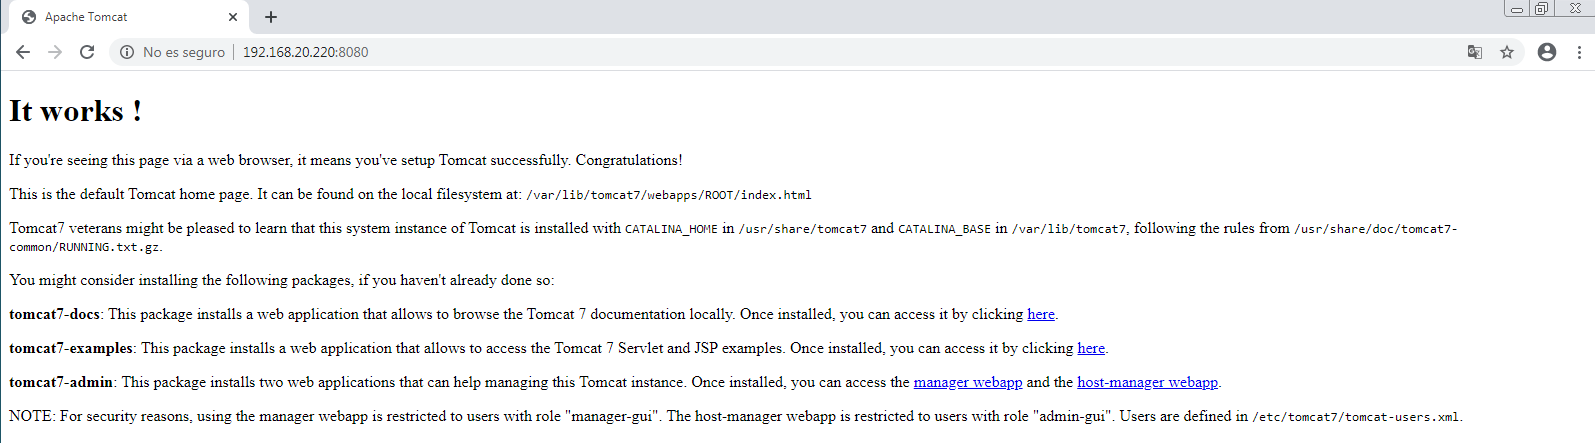 Apache Tomcat
No es seguro | 192.168.20.220:8080
It works !
If you're seeing this page via a web browser, it means you've setup Tomcat successfully. Congratulations!
This is the default Tomcat home page. It can be found on the local filesystem at: /var/lib/tomcat7/webapps/ROOT/index.html
Tomcat7 veterans might be pleased to learn that this system instance of Tomcat is installed with CATALINA_HOME in /usr/share/tomcat7 and CATALINA_BASE in /var/lib/tomcat7, following the rules from /usr/share/doc/tomcat7-
common/RUNNING.txt.gz.
You might consider installing the following packages, if you haven't already done so:
tomcat7-docs: This package installs a web application that allows to browse the Tomcat 7 documentation locally. Once installed, you can access it by clicking here.
tomcat7-examples: This package installs a web application that allows to access the Tomcat 7 Servlet and JSP examples. Once installed, you can access it by clicking here.
tomcat7-admin: This package installs two web applications that can help managing this Tomcat instance. Once installed, you can access the manager webapp and the host-manager webapp.
NOTE: For security reasons, using the manager webapp is restricted to users with role "manager-gui". The host-manager webapp is restricted to users with role "admin-gui". Users are defined in /etc/tomcat7/tomcat-users.xml.